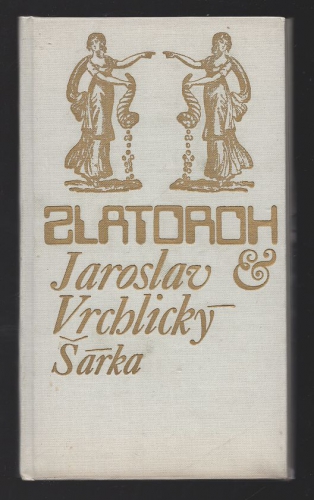 ZLATOROH
Jaroslav &
Vrchlický
Šárka